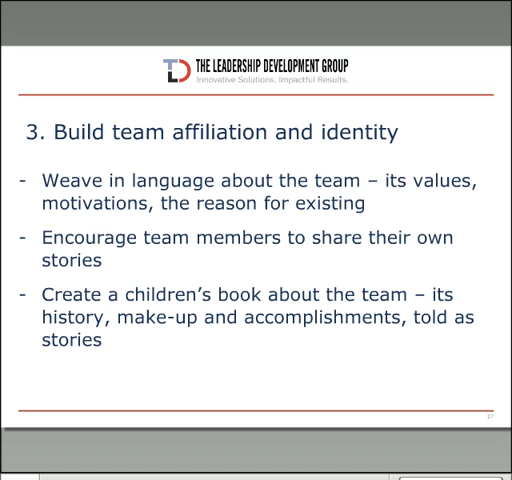 THE LEADERSHIP DEVELOPMENT GROUP
Innovative Solutions. Impactful Results.
3. Build team affiliation and identity
- Weave in language about the team – its values,
motivations, the reason for existing
- Encourage team members to share their own
stories
- Create a children’s book about the team – its
history, make-up and accomplishments, told as
stories